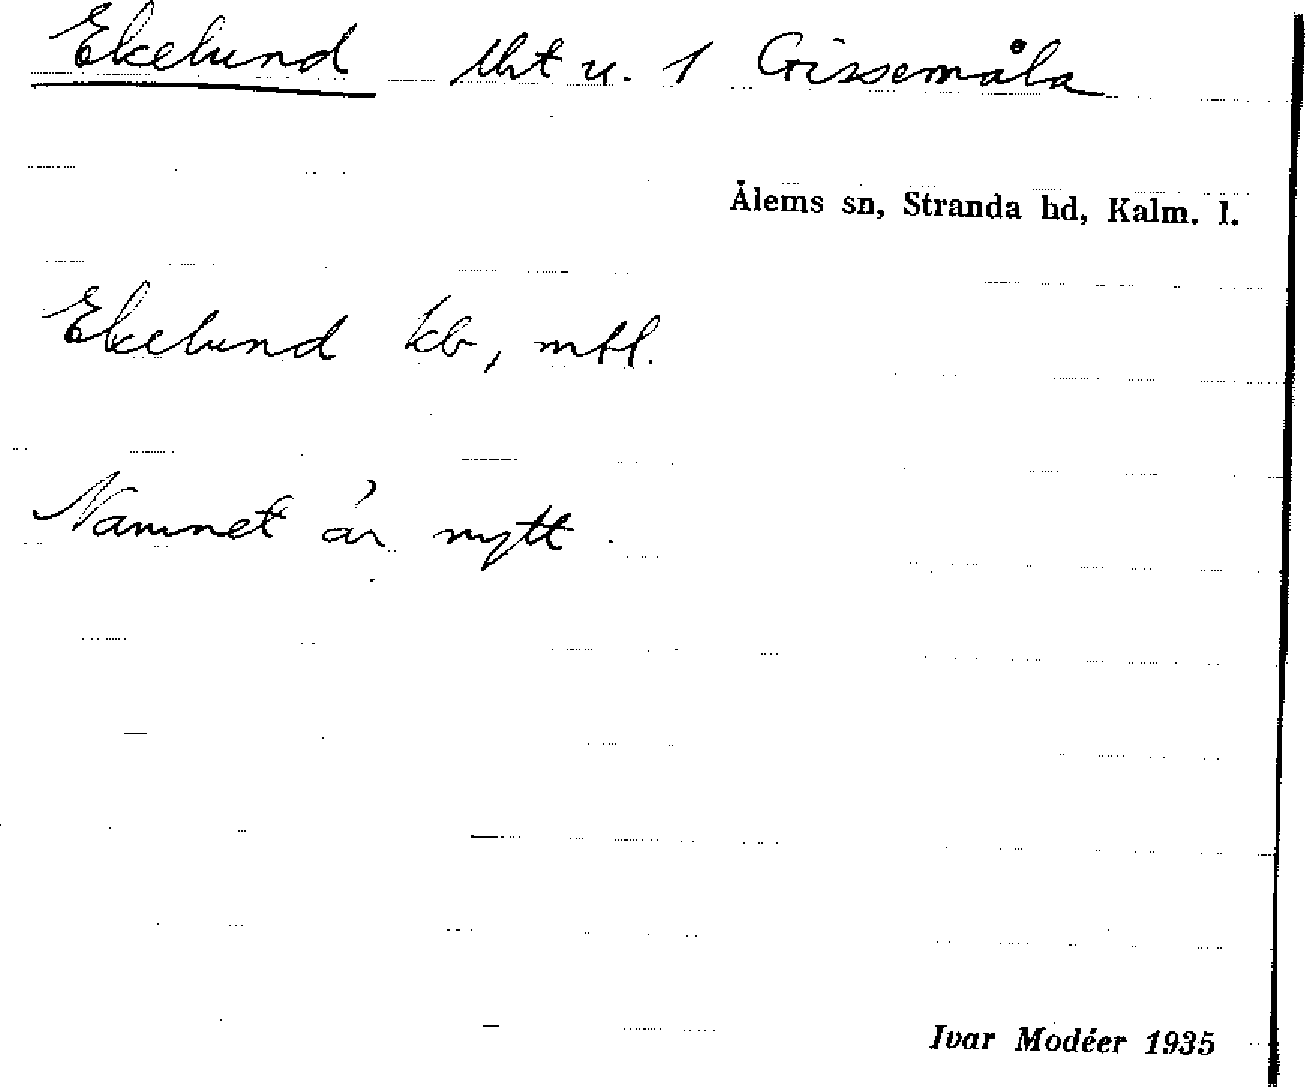 Ekelund lht u. 1 Grissemåla
Ålems sn, Stranda hd, Kalm. l.
Ekelund kb, mtl.
Namnet är nytt.
Ivar Modéer 1935